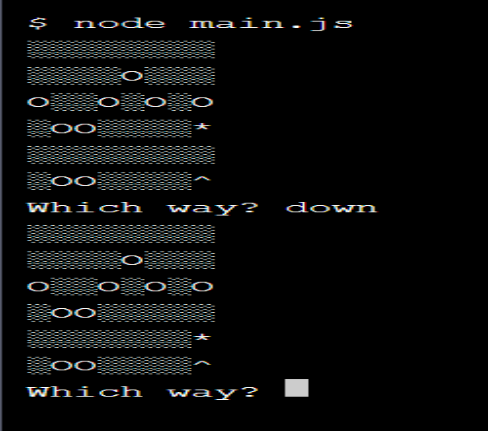 $ node main.js
░░░░░░░░
░░░░O░░░
O░░O░O░O
░OO░░░░*
░░░░░░░░
░OO░░░░^
Which way? down
░░░░░░░░
░░░░O░░░
O░░O░O░O
░OO░░░░░
░░░░░░░*
░OO░░░░^
Which way?